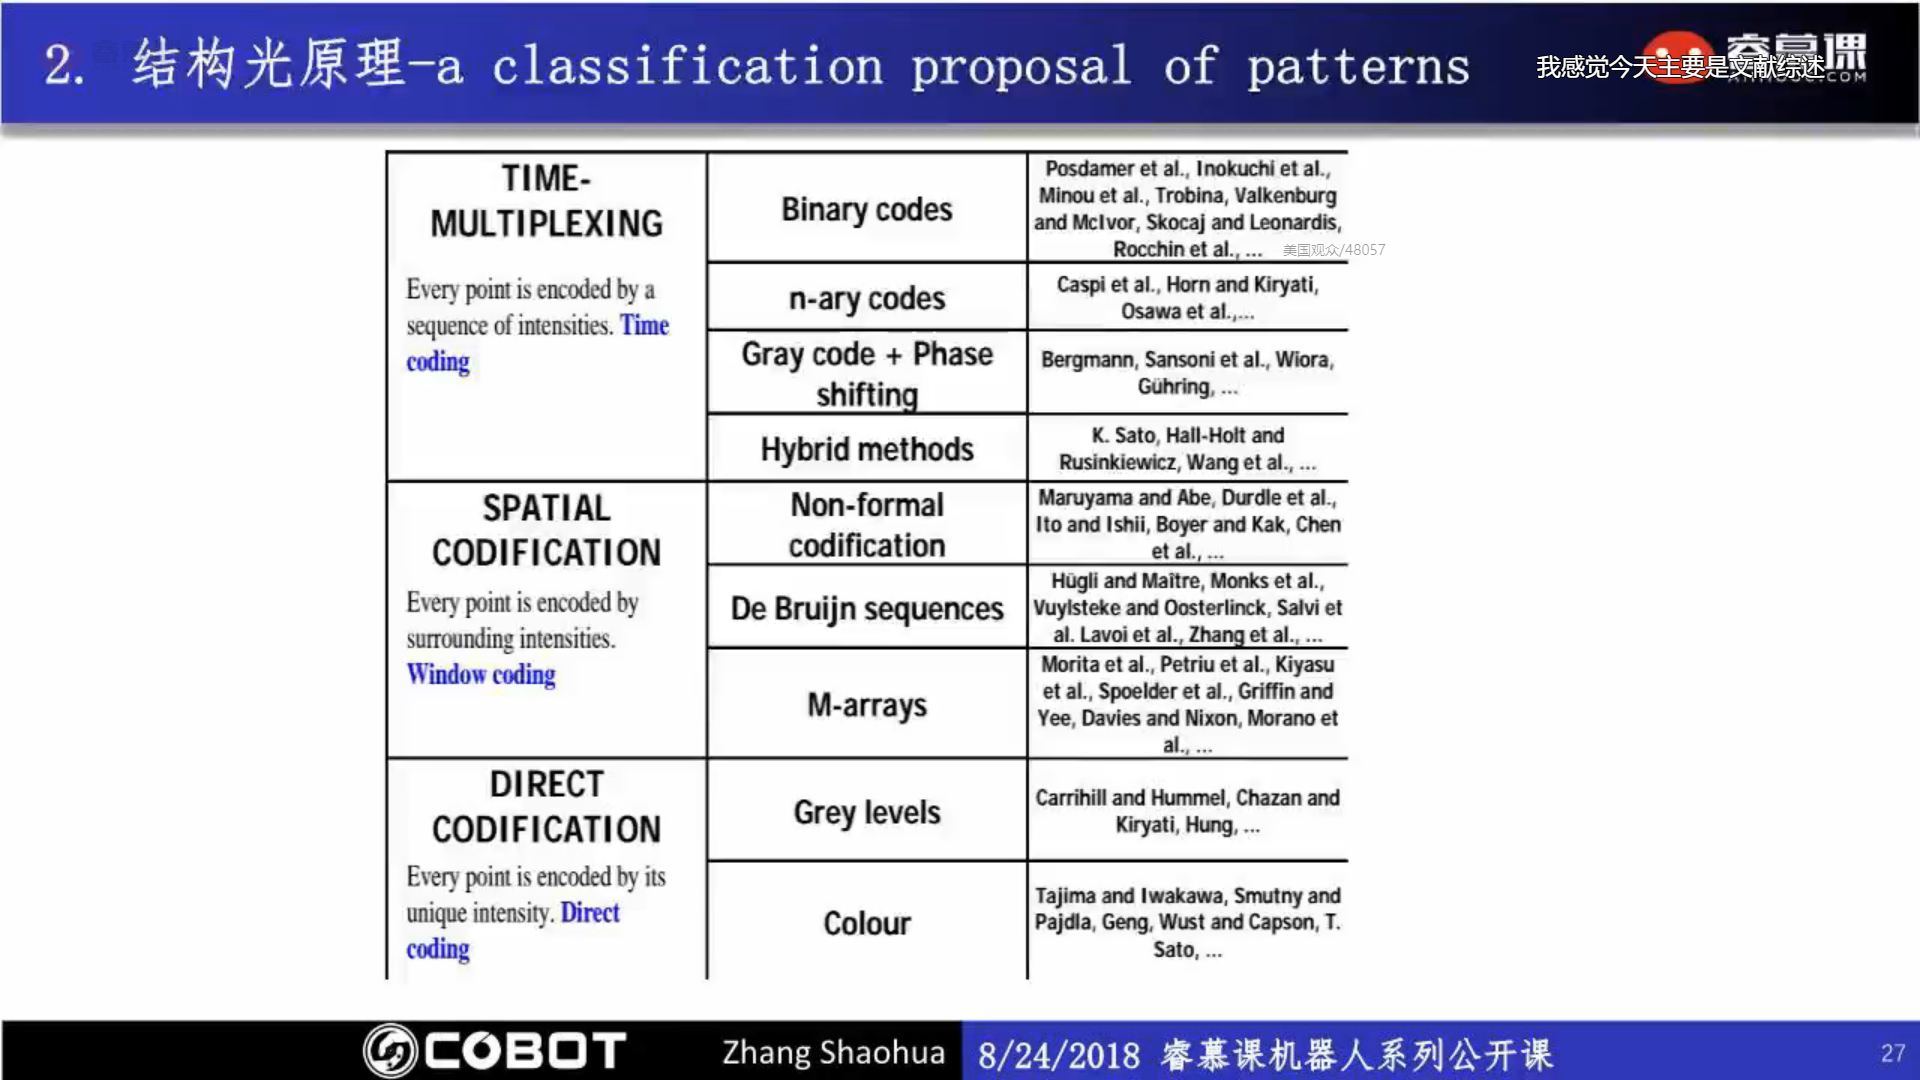 2. 结构光原理-a classification proposal of patterns
我感觉今天主要是文献综述
睿慕课
TIME-
MULTIPLEXING
Every point is encoded by a
sequence of intensities. Time
coding
Binary codes
Posdamer et al., Inokuchi et al.,
Minou et al., Trobina, Valkenburg
and McIvor, Skocaj and Leonardis,
Rocchin et al., ...
美国观众/48057
n-ary codes
Caspi et al., Horn and Kiryati,
Osawa et al.,...
Gray code + Phase
shifting
Bergmann, Sansoni et al., Wiora,
Gühring, ...
Hybrid methods
K. Sato, Hall-Holt and
Rusinkiewicz, Wang et al., ...
SPATIAL
CODIFICATION
Every point is encoded by
surrounding intensities.
Window coding
Non-formal
codification
Maruyama and Abe, Durdle et al.,
Ito and Ishii, Boyer and Kak, Chen
et al., ...
De Bruijn sequences
Hügli and Maître, Monks et al.,
Vuylsteke and Oosterlinck, Salvi et
al. Lavoi et al., Zhang et al., ...
M-arrays
Morita et al., Petriu et al., Kiyasu
et al., Spoelder et al., Griffin and
Yee, Davies and Nixon, Morano et
al., ...
DIRECT
CODIFICATION
Every point is encoded by its
unique intensity. Direct
coding
Grey levels
Carrihill and Hummel, Chazan and
Kiryati, Hung, ...
Colour
Tajima and Iwakawa, Smutny and
Pajdla, Geng, Wust and Capson, T.
Sato, ...
COBOT
Zhang Shaohua
8/24/2018 睿慕课机器人系列公开课
27